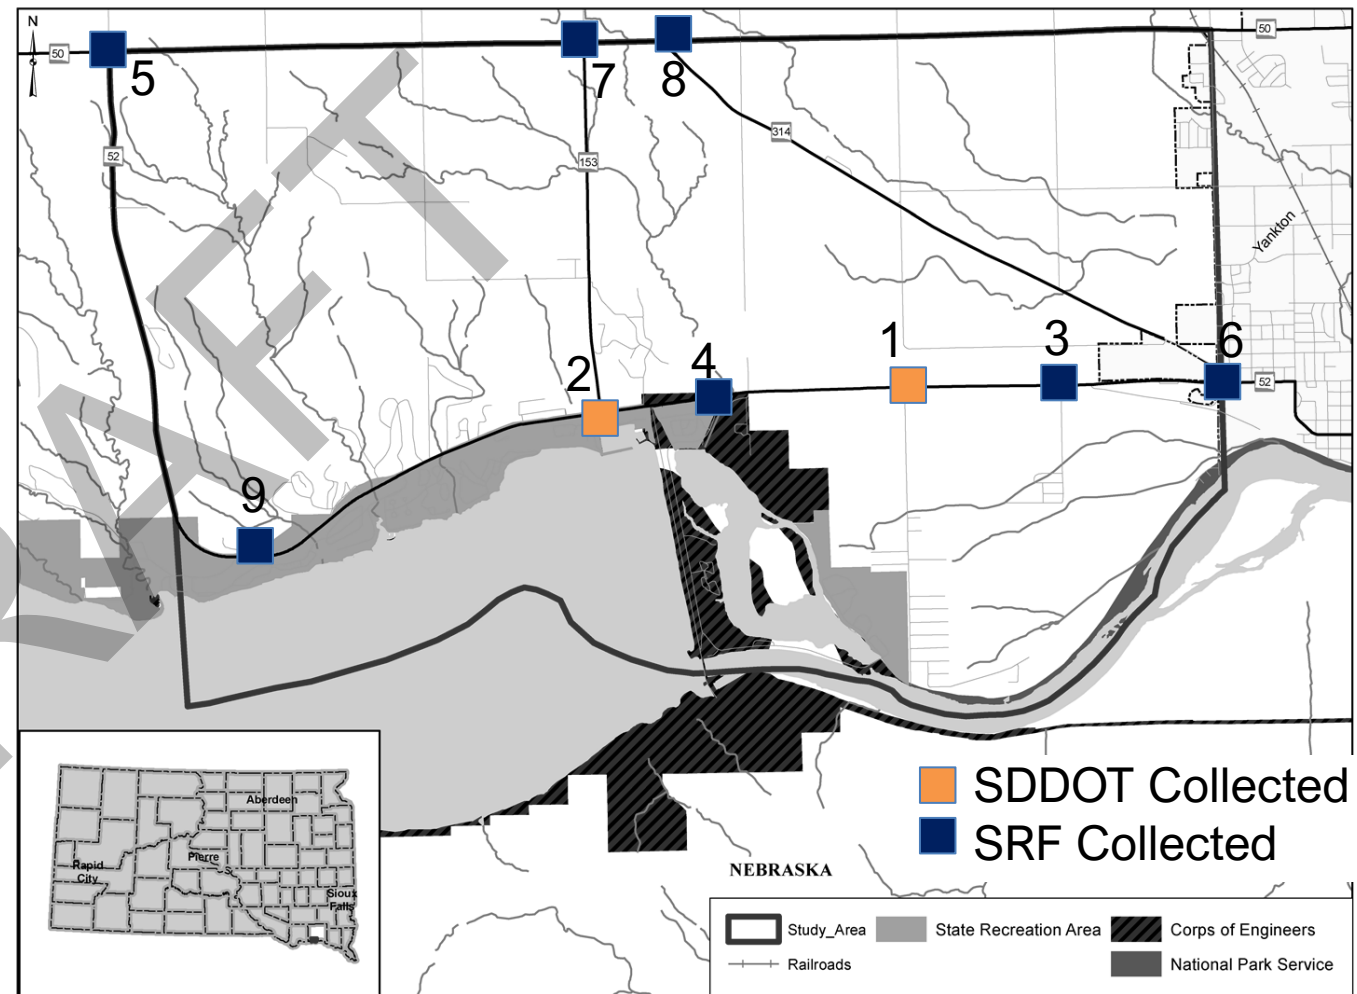 N
50
50
5
7
8
52
153
314
Yankton
2
4
1
3
6
52
9
DRAFT
SDDOT Collected
SRF Collected
NEBRASKA
Aberdeen
Pierre
Rapid
City
Sioux
Falls
Study_Area
State Recreation Area
Corps of Engineers
Railroads
National Park Service